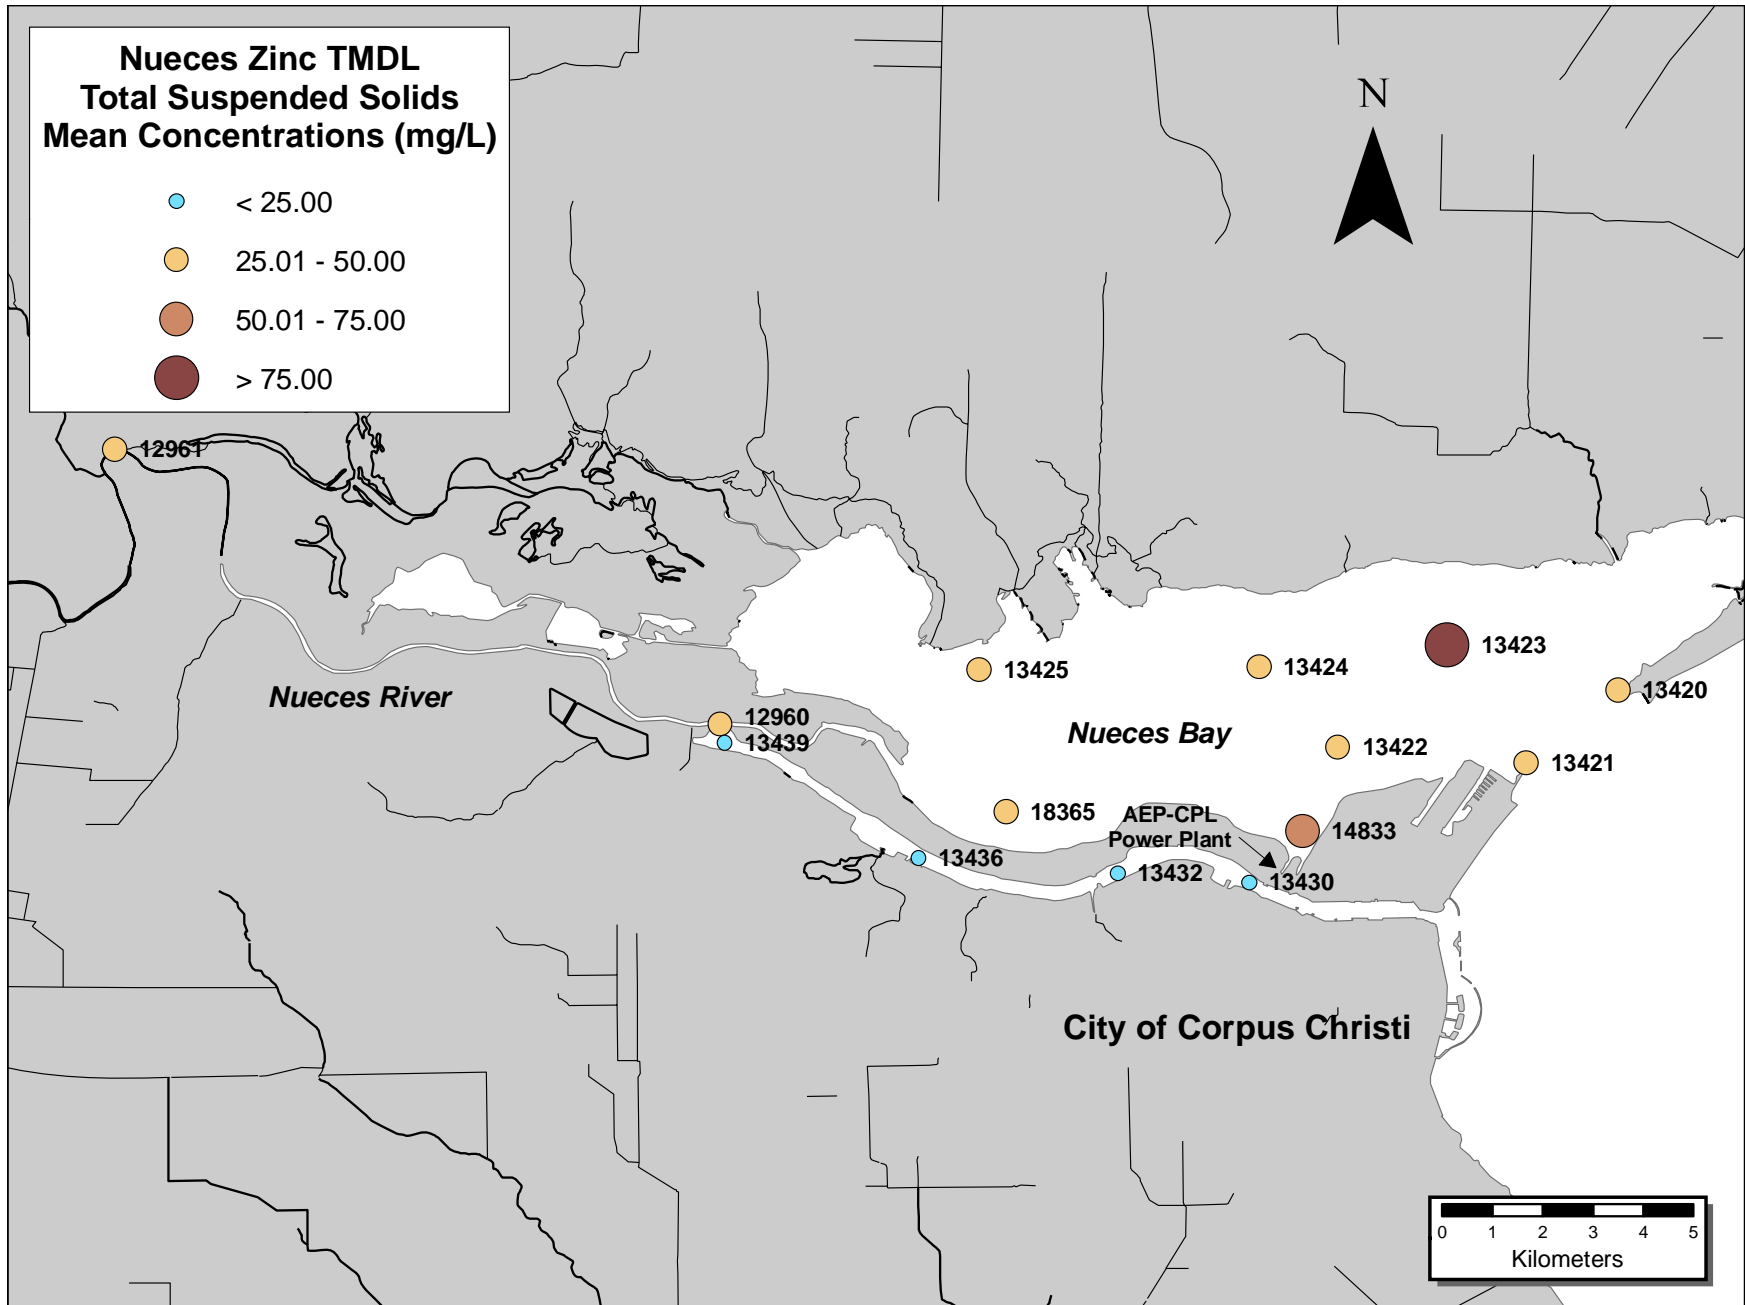 Nueces Zinc TMDL
Total Suspended Solids
Mean Concentrations (mg/L)
< 25.00
25.01 - 50.00
50.01 - 75.00
> 75.00
N
12961
13423
13425
13424
13420
Nueces River
12960
Nueces Bay
13439
13422
13421
18365
AEP-CPL
Power Plant
14833
13436
13432
13430
City of Corpus Christi
0 1 2 3 4 5
Kilometers